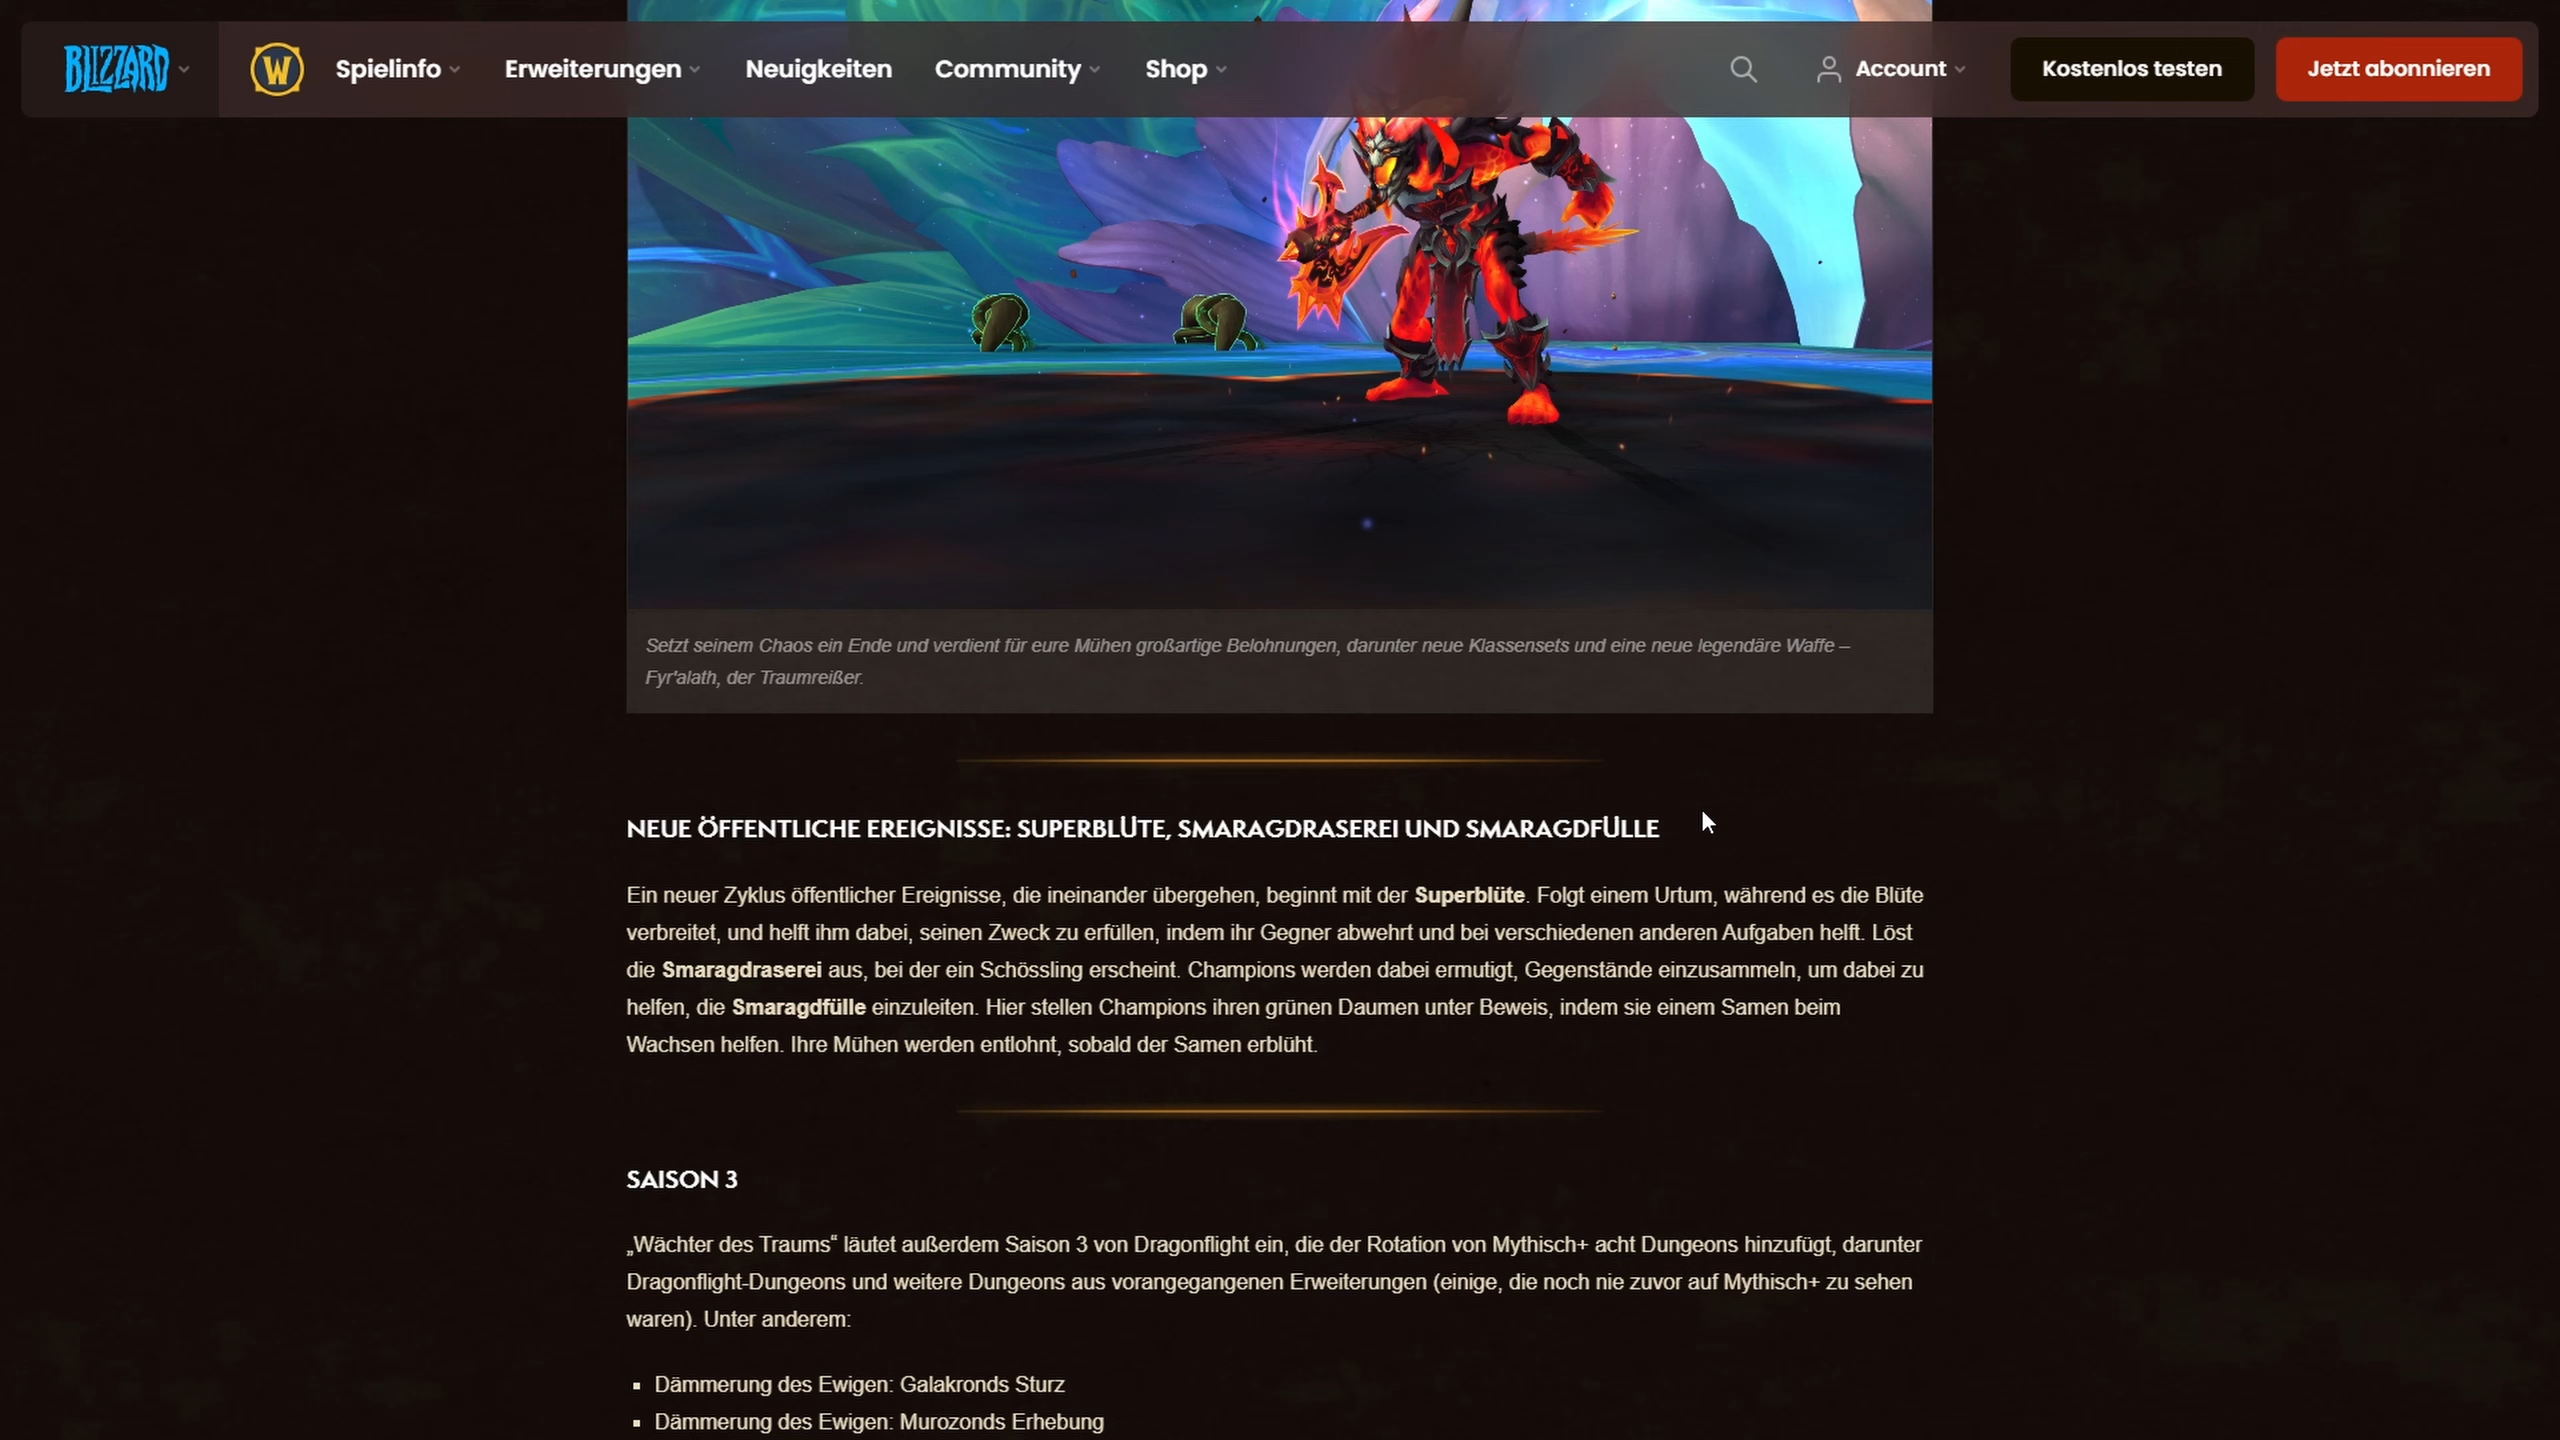 BLIZZARD
W
Spielinfo
Erweiterungen
Neuigkeiten
Community
Shop
Account
Kostenlos testen
Jetzt abonnieren
Setzt seinem Chaos ein Ende und verdient für eure Mühen großartige Belohnungen, darunter neue Klassensets und eine neue legendäre Waffe –
Fyr'alath, der Traumreißer.
NEUE ÖFFENTLICHE EREIGNISSE: SUPERBLÜTE, SMARAGDRASEREI UND SMARAGDFÜLLE
Ein neuer Zyklus öffentlicher Ereignisse, die ineinander übergehen, beginnt mit der Superblüte. Folgt einem Urtum, während es die Blüte
verbreitet, und helft ihm dabei, seinen Zweck zu erfüllen, indem ihr Gegner abwehrt und bei verschiedenen anderen Aufgaben helft. Löst
die Smaragdraserei aus, bei der ein Schössling erscheint. Champions werden dabei ermutigt, Gegenstände einzusammeln, um dabei zu
helfen, die Smaragdfülle einzuleiten. Hier stellen Champions ihren grünen Daumen unter Beweis, indem sie einem Samen beim
Wachsen helfen. Ihre Mühen werden entlohnt, sobald der Samen erblüht.
SAISON 3
„Wächter des Traums“ läutet außerdem Saison 3 von Dragonflight ein, die der Rotation von Mythisch+ acht Dungeons hinzufügt, darunter
Dragonflight-Dungeons und weitere Dungeons aus vorangegangenen Erweiterungen (einige, die noch nie zuvor auf Mythisch+ zu sehen
waren). Unter anderem:
▪ Dämmerung des Ewigen: Galakronds Sturz
▪ Dämmerung des Ewigen: Murozonds Erhebung